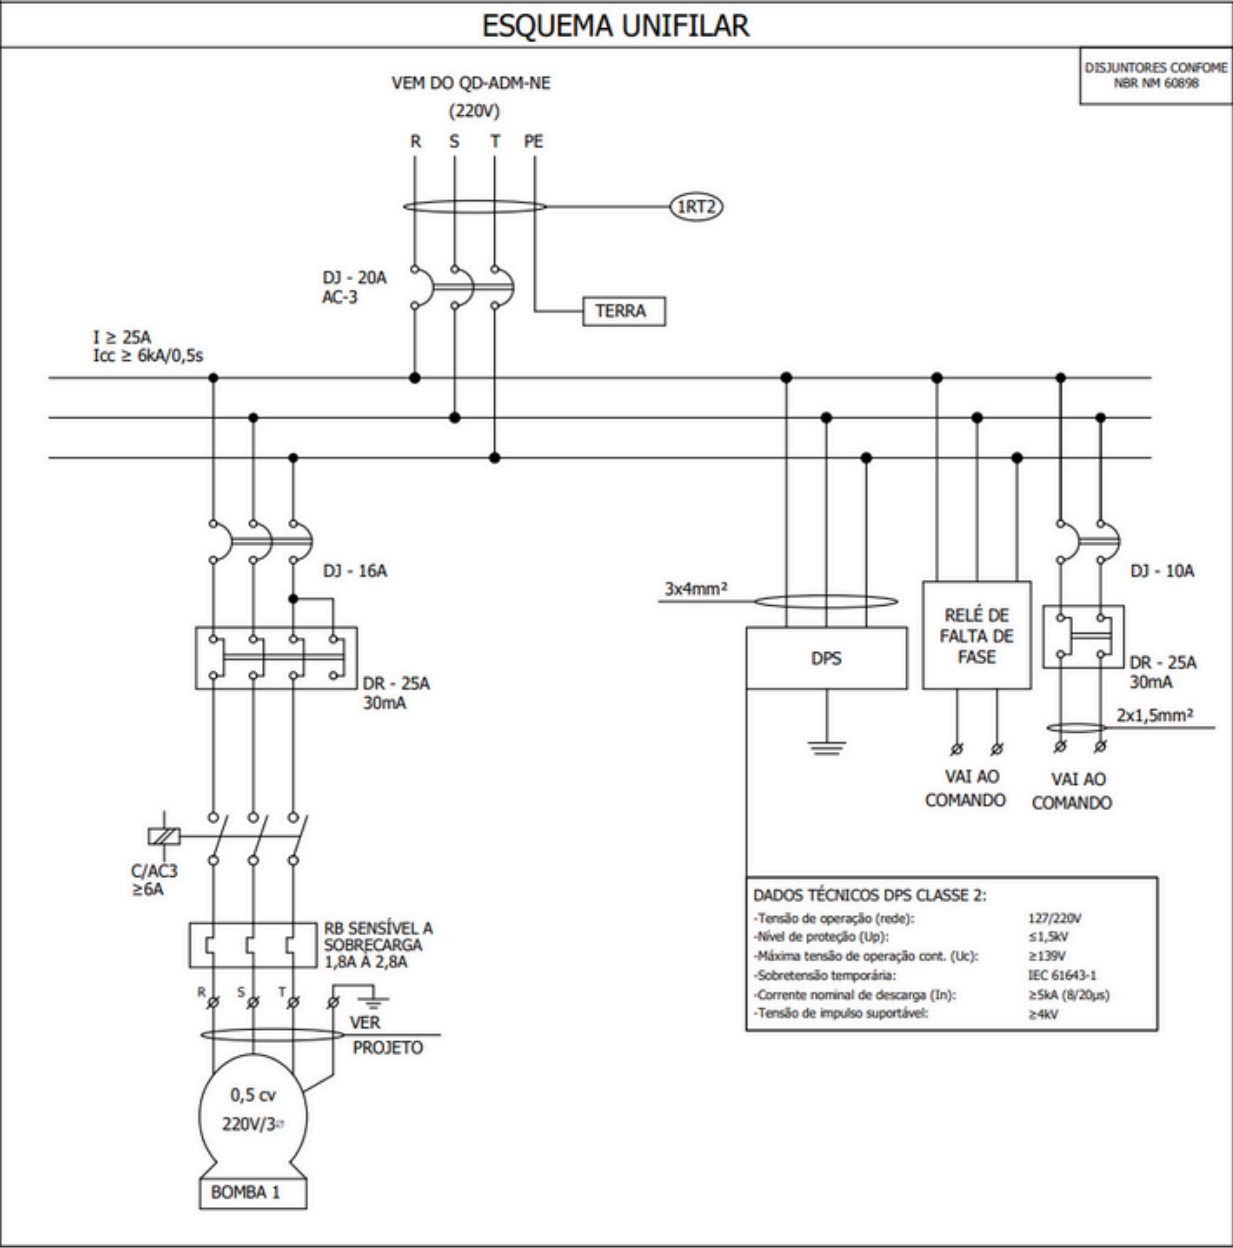 ESQUEMA UNIFILAR
DISJUNTORES CONFOME
NBR NM 60898
VEM DO QD-ADM-NE
(220V)
R S T PE
1RT2
DJ - 20A
AC-3
TERRA
I ≥ 25A
Icc ≥ 6kA/0,5s
DJ - 16A
DJ - 10A
3x4mm²
RELÉ DE
FALTA DE
FASE
DPS
DR - 25A
30mA
DR - 25A
30mA
2x1,5mm²
VAI AO
COMANDO
VAI AO
COMANDO
C/AC3
≥6A
DADOS TÉCNICOS DPS CLASSE 2:
-Tensão de operação (rede): 127/220V
-Nível de proteção (Up): ≤1,5kV
-Máxima tensão de operação cont. (Uc): ≥139V
-Sobretensão temporária: IEC 61643-1
-Corrente nominal de descarga (In): ≥5kA (8/20µs)
-Tensão de impulso suportável: ≥4kV
RB SENSÍVEL A
SOBRECARGA
1,8A À 2,8A
R S T
VER
PROJETO
0,5 cv
220V/3∅
BOMBA 1